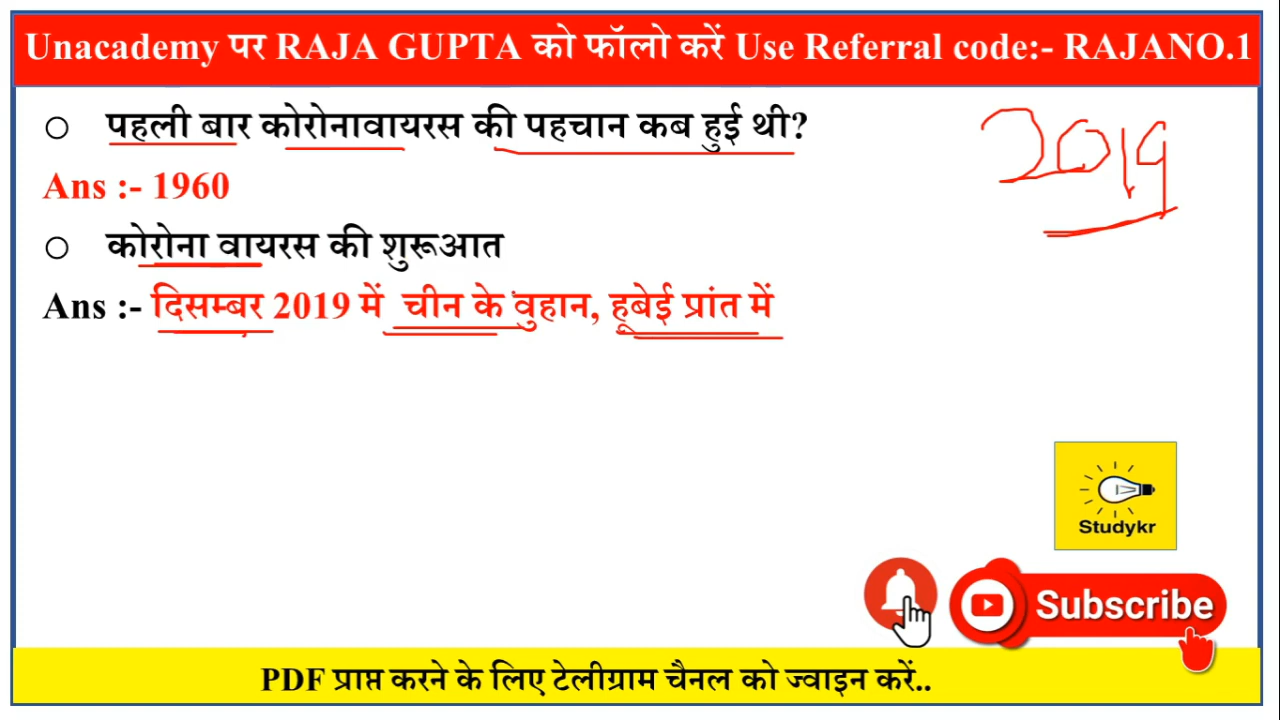 Unacademy पर RAJA GUPTA को फॉलो करें Use Referral code:- RAJANO.1
पहली बार कोरोनावायरस की पहचान कब हुई थी?
2019
Ans :- 1960
कोरोना वायरस की शुरूआत
Ans :- दिसम्बर 2019 में चीन के वुहान, हूबेई प्रांत में
Studykr
Subscribe
PDF प्राप्त करने के लिए टेलीग्राम चैनल को ज्वाइन करें..